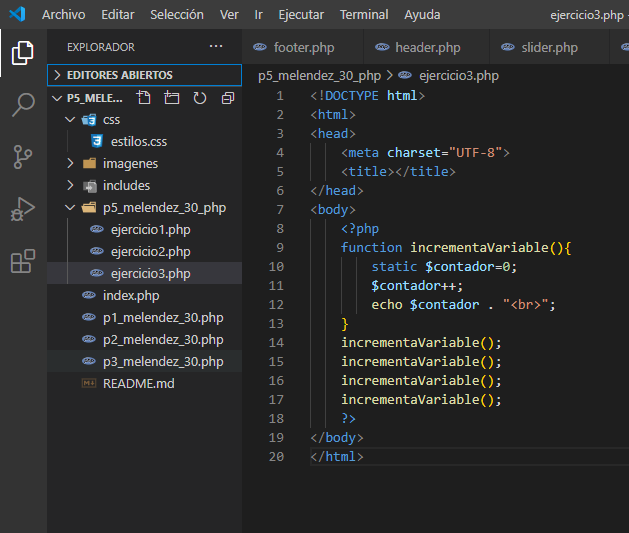 Archivo Editar Selección Ver Ir Ejecutar Terminal Ayuda ejercicio3.php -
EXPLORADOR ...
EDITORES ABIERTOS
P5_MELE...
css
estilos.css
imagenes
includes
p5_melendez_30_php
ejercicio1.php
ejercicio2.php
ejercicio3.php
index.php
p1_melendez_30.php
p2_melendez_30.php
p3_melendez_30.php
README.md
footer.php header.php slider.php
p5_melendez_30_php > ejercicio3.php
1 <!DOCTYPE html>
2 <html>
3 <head>
4 <meta charset="UTF-8">
5 <title></title>
6 </head>
7 <body>
8 <?php
9 function incrementaVariable(){
10 static $contador=0;
11 $contador++;
12 echo $contador . "<br>";
13 }
14 incrementaVariable();
15 incrementaVariable();
16 incrementaVariable();
17 incrementaVariable();
18 ?>
19 </body>
20 </html>